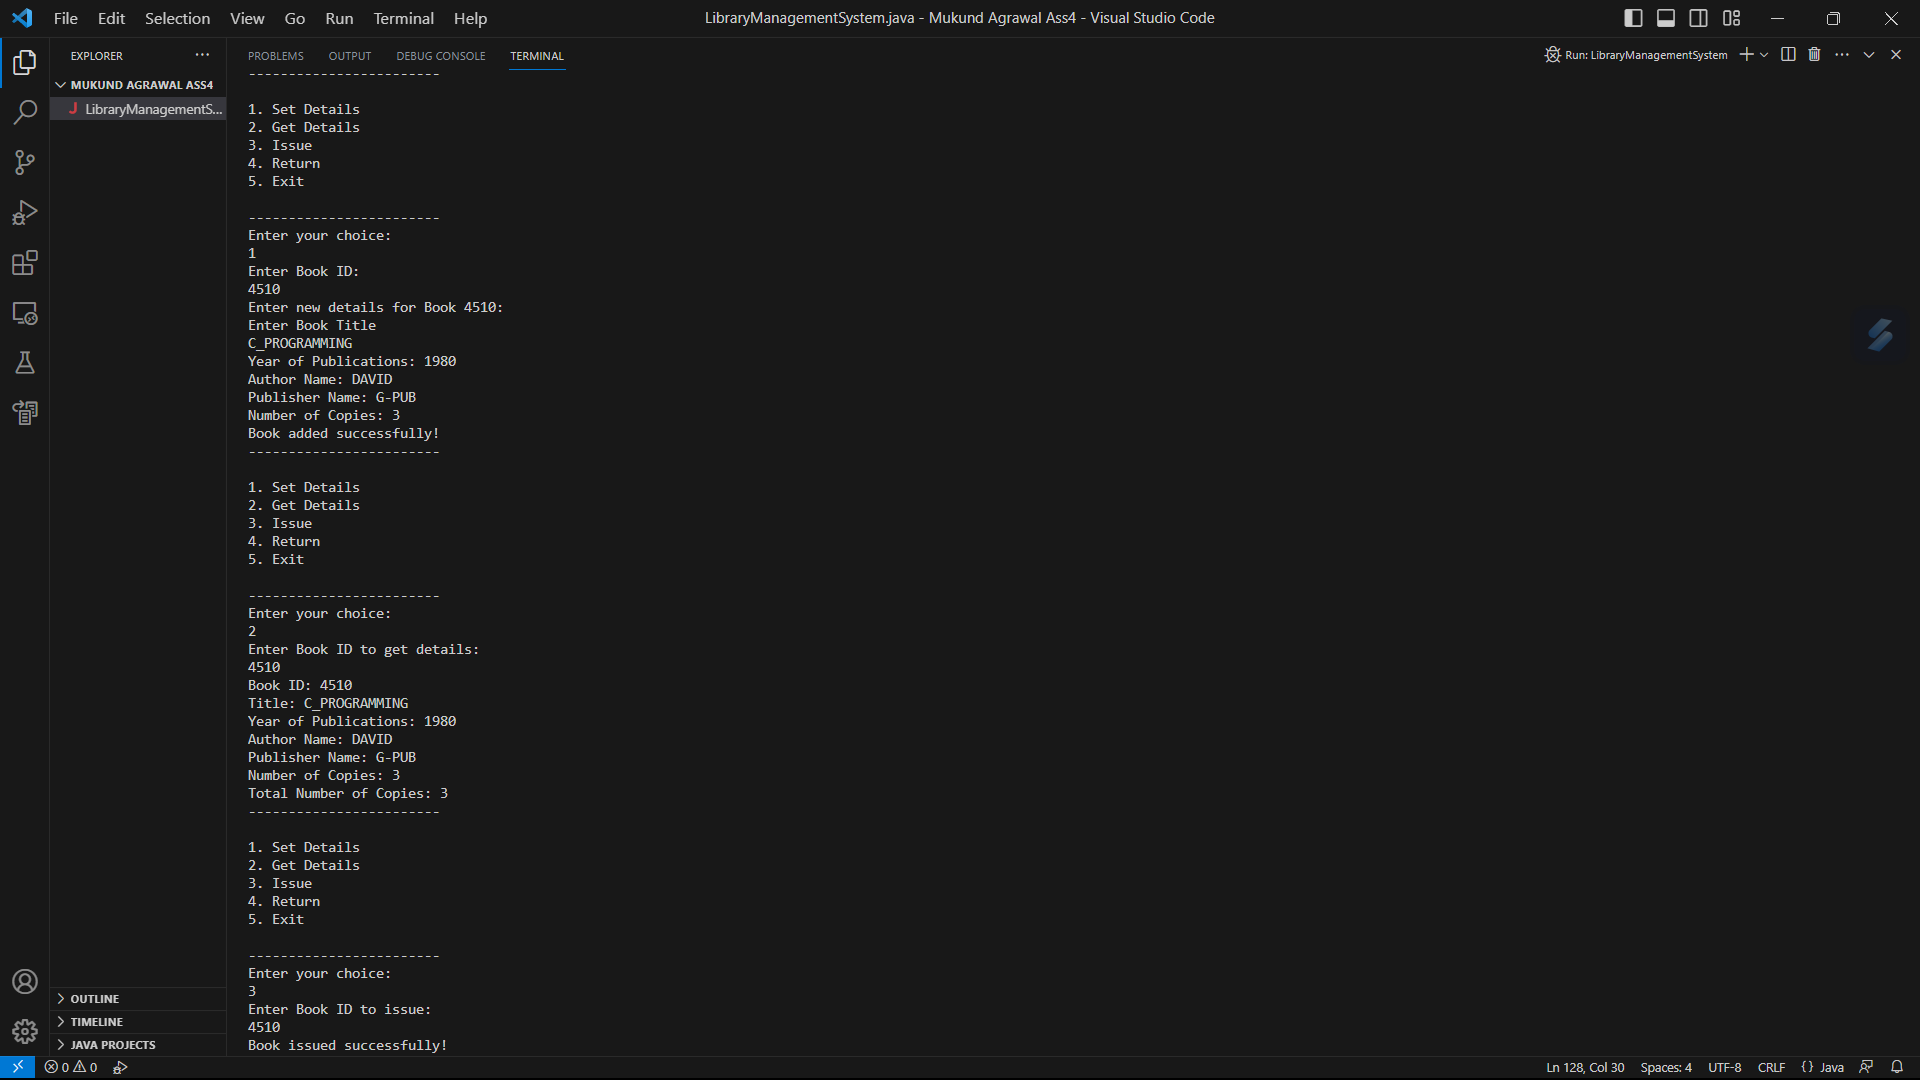 File Edit Selection View Go Run Terminal Help
LibraryManagementSystem.java - Mukund Agrawal Ass4 - Visual Studio Code
EXPLORER
MUKUND AGRAWAL ASS4
J LibraryManagementS...
OUTLINE
TIMELINE
JAVA PROJECTS
PROBLEMS OUTPUT DEBUG CONSOLE TERMINAL
Run: LibraryManagementSystem
------------------------
1. Set Details
2. Get Details
3. Issue
4. Return
5. Exit
------------------------
Enter your choice:
1
Enter Book ID:
4510
Enter new details for Book 4510:
Enter Book Title
C_PROGRAMMING
Year of Publications: 1980
Author Name: DAVID
Publisher Name: G-PUB
Number of Copies: 3
Book added successfully!
------------------------
1. Set Details
2. Get Details
3. Issue
4. Return
5. Exit
------------------------
Enter your choice:
2
Enter Book ID to get details:
4510
Book ID: 4510
Title: C_PROGRAMMING
Year of Publications: 1980
Author Name: DAVID
Publisher Name: G-PUB
Number of Copies: 3
Total Number of Copies: 3
------------------------
1. Set Details
2. Get Details
3. Issue
4. Return
5. Exit
------------------------
Enter your choice:
3
Enter Book ID to issue:
4510
Book issued successfully!
0 0
Ln 128, Col 30 Spaces: 4 UTF-8 CRLF {} Java